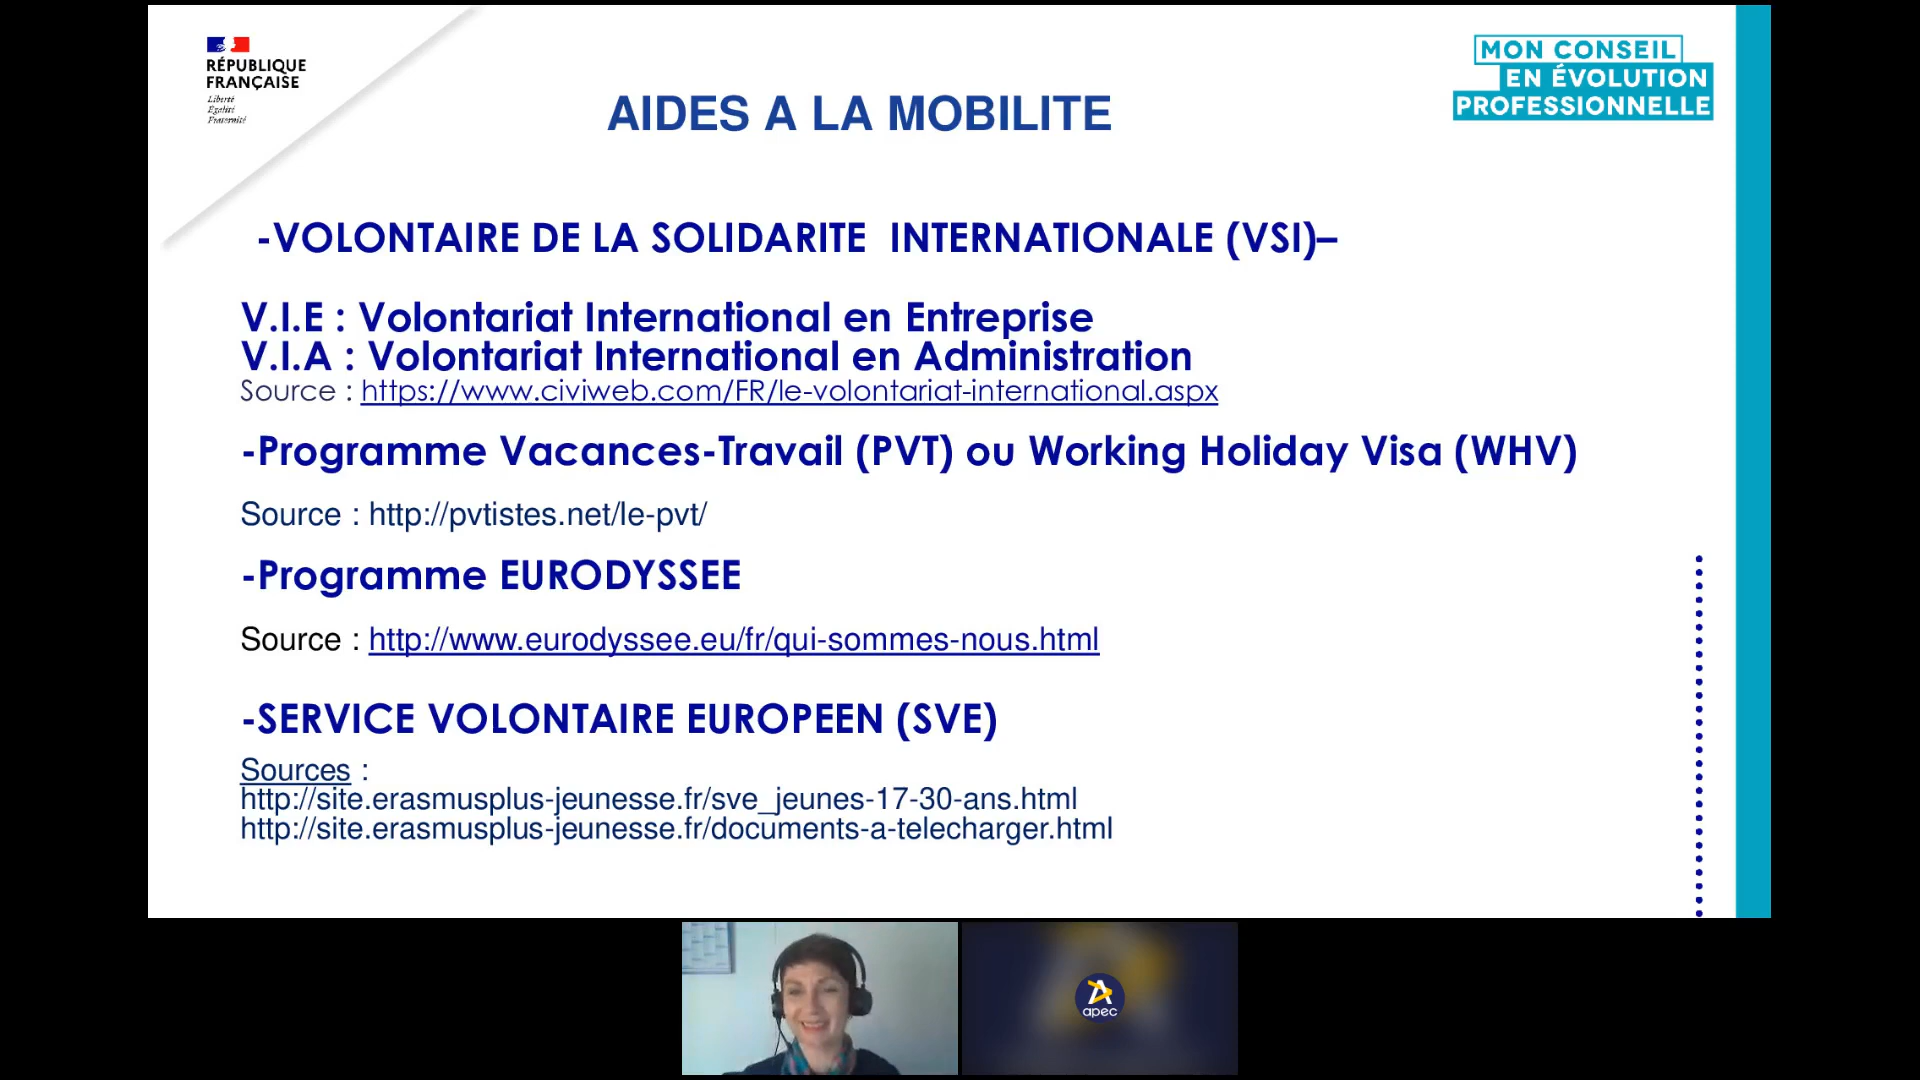 RÉPUBLIQUE
FRANÇAISE
Liberté
Égalité
Fraternité
MON CONSEIL
EN ÉVOLUTION
PROFESSIONNELLE
AIDES A LA MOBILITE
-VOLONTAIRE DE LA SOLIDARITE INTERNATIONALE (VSI)–
V.I.E : Volontariat International en Entreprise
V.I.A : Volontariat International en Administration
Source : https://www.civiweb.com/FR/le-volontariat-international.aspx
-Programme Vacances-Travail (PVT) ou Working Holiday Visa (WHV)
Source : http://pvtistes.net/le-pvt/
-Programme EURODYSSEE
Source : http://www.eurodyssee.eu/fr/qui-sommes-nous.html
-SERVICE VOLONTAIRE EUROPEEN (SVE)
Sources :
http://site.erasmusplus-jeunesse.fr/sve_jeunes-17-30-ans.html
http://site.erasmusplus-jeunesse.fr/documents-a-telecharger.html
apec